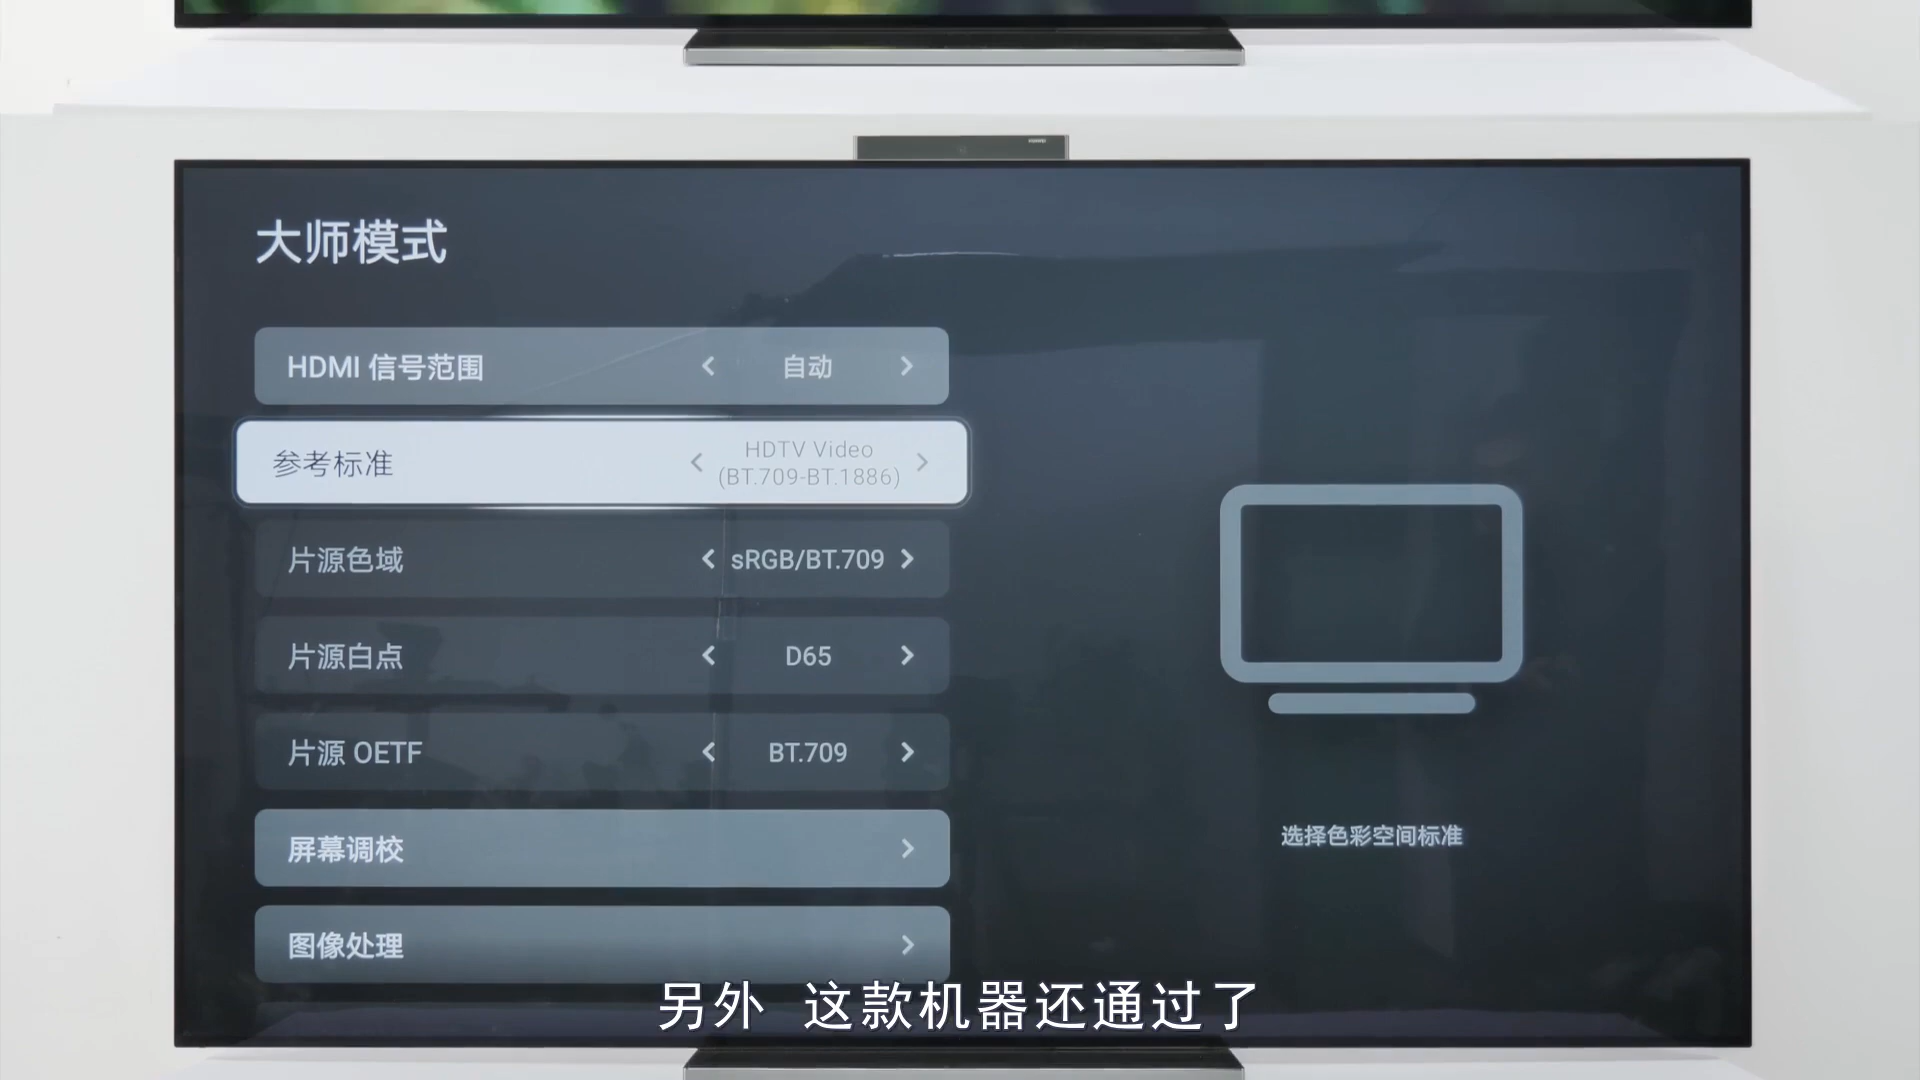 大师模式
HDMI 信号范围
自动
参考标准
HDTV Video
(BT.709-BT.1886)
片源色域
sRGB/BT.709
片源白点
D65
片源 OETF
BT.709
屏幕调校
图像处理
选择色彩空间标准
另外 这款机器还通过了